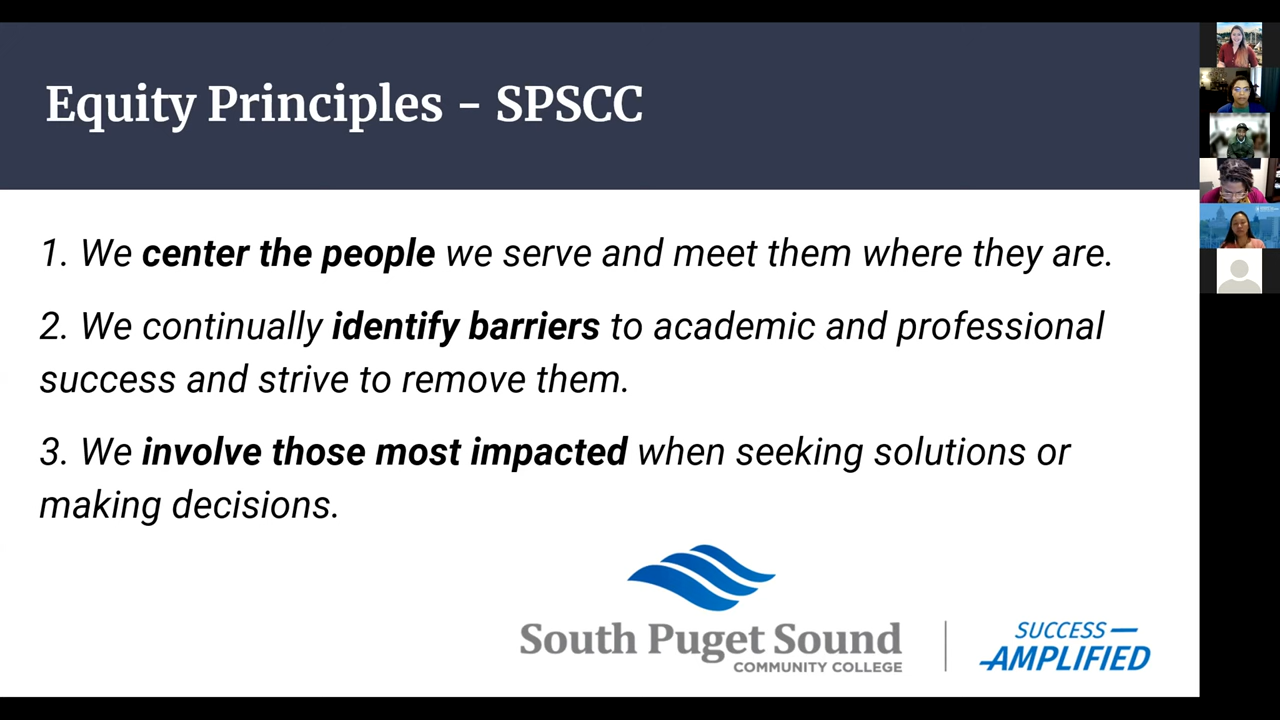 Equity Principles - SPSCC
1. We center the people we serve and meet them where they are.
2. We continually identify barriers to academic and professional
success and strive to remove them.
3. We involve those most impacted when seeking solutions or
making decisions.
South Puget Sound
COMMUNITY COLLEGE
SUCCESS
AMPLIFIED